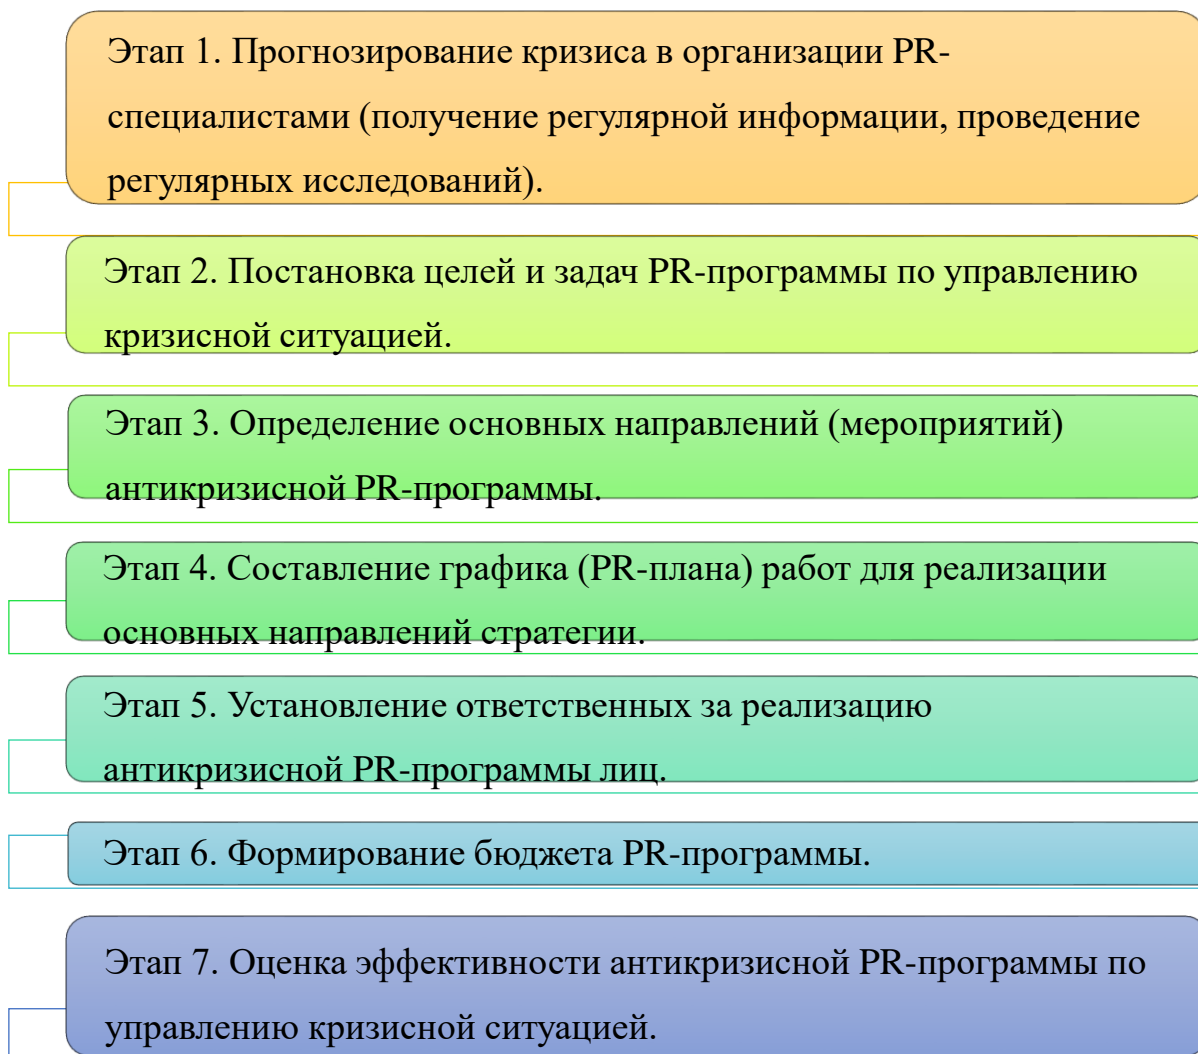 Этап 1. Прогнозирование кризиса в организации PR-
специалистами (получение регулярной информации, проведение
регулярных исследований).
Этап 2. Постановка целей и задач PR-программы по управлению
кризисной ситуацией.
Этап 3. Определение основных направлений (мероприятий)
антикризисной PR-программы.
Этап 4. Составление графика (PR-плана) работ для реализации
основных направлений стратегии.
Этап 5. Установление ответственных за реализацию
антикризисной PR-программы лиц.
Этап 6. Формирование бюджета PR-программы.
Этап 7. Оценка эффективности антикризисной PR-программы по
управлению кризисной ситуацией.